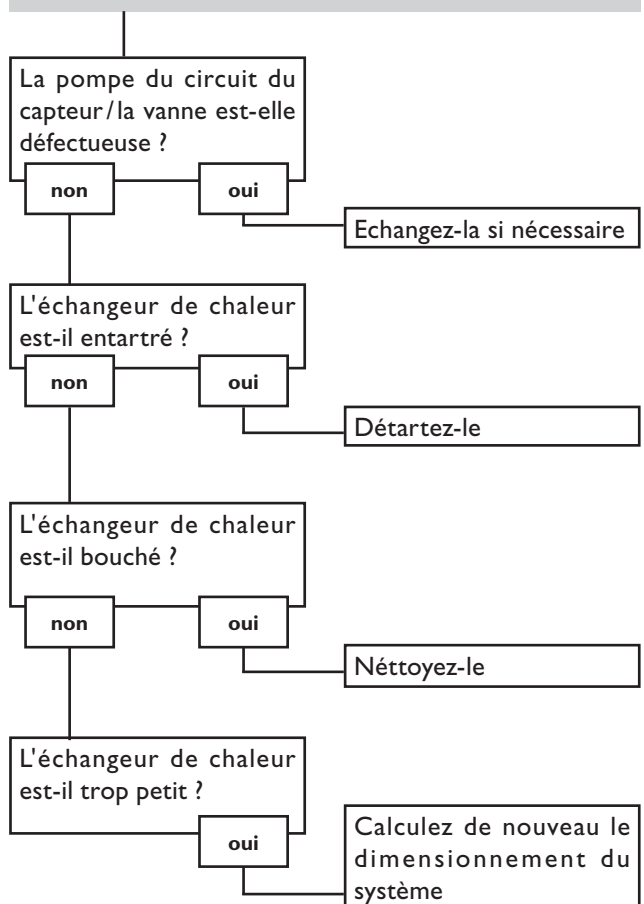 La pompe du circuit du
capteur/la vanne est-elle
défectueuse ?
non
oui
Echangez-la si nécessaire
L'échangeur de chaleur
est-il entartré ?
non
oui
Détartez-le
L'échangeur de chaleur
est-il bouché ?
non
oui
Néttoyez-le
L'échangeur de chaleur
est-il trop petit ?
oui
Calculez de nouveau le
dimensionnement du
système